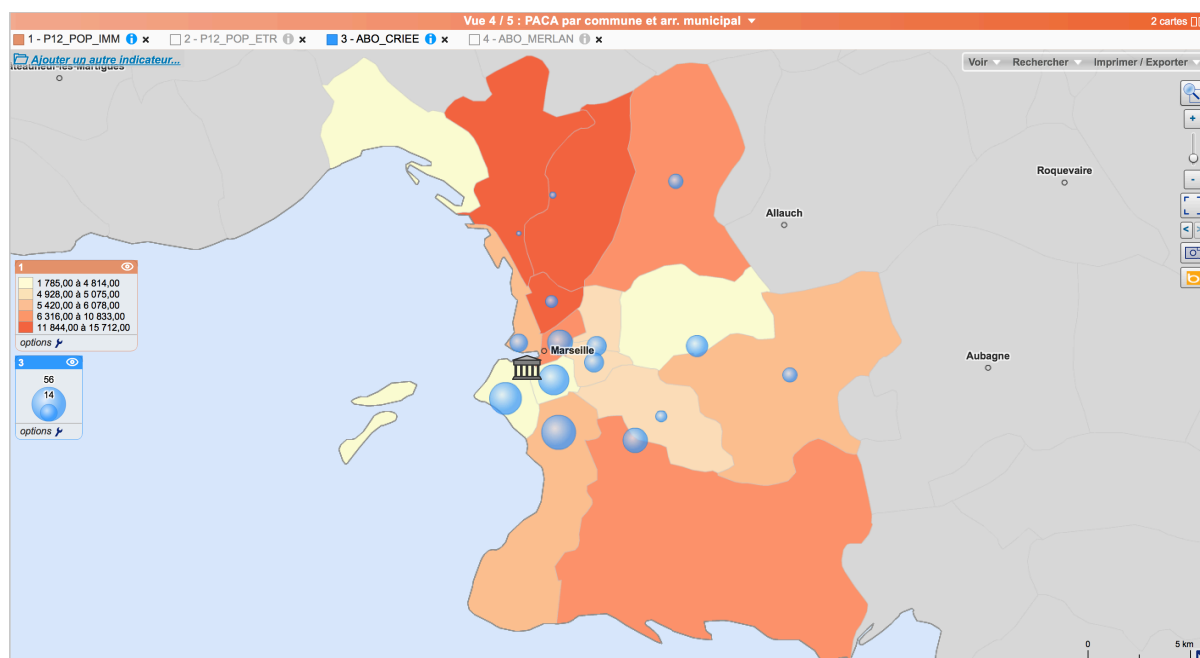 Vue 4 / 5 : PACA par commune et arr. municipal
2 cartes
1 - P12_POP_IMM i x 2 - P12_POP_ETR i x 3 - ABO_CRIEE i x 4 - ABO_MERLAN i x
Ajouter un autre indicateur...
Voir Rechercher Imprimer / Exporter
+
-
< >
Roquevaire
Allauch
Marseille
Aubagne
1
1 785,00 à 4 814,00
4 928,00 à 5 075,00
5 420,00 à 6 078,00
6 316,00 à 10 833,00
11 844,00 à 15 712,00
options
3
56
14
options
0 5 km